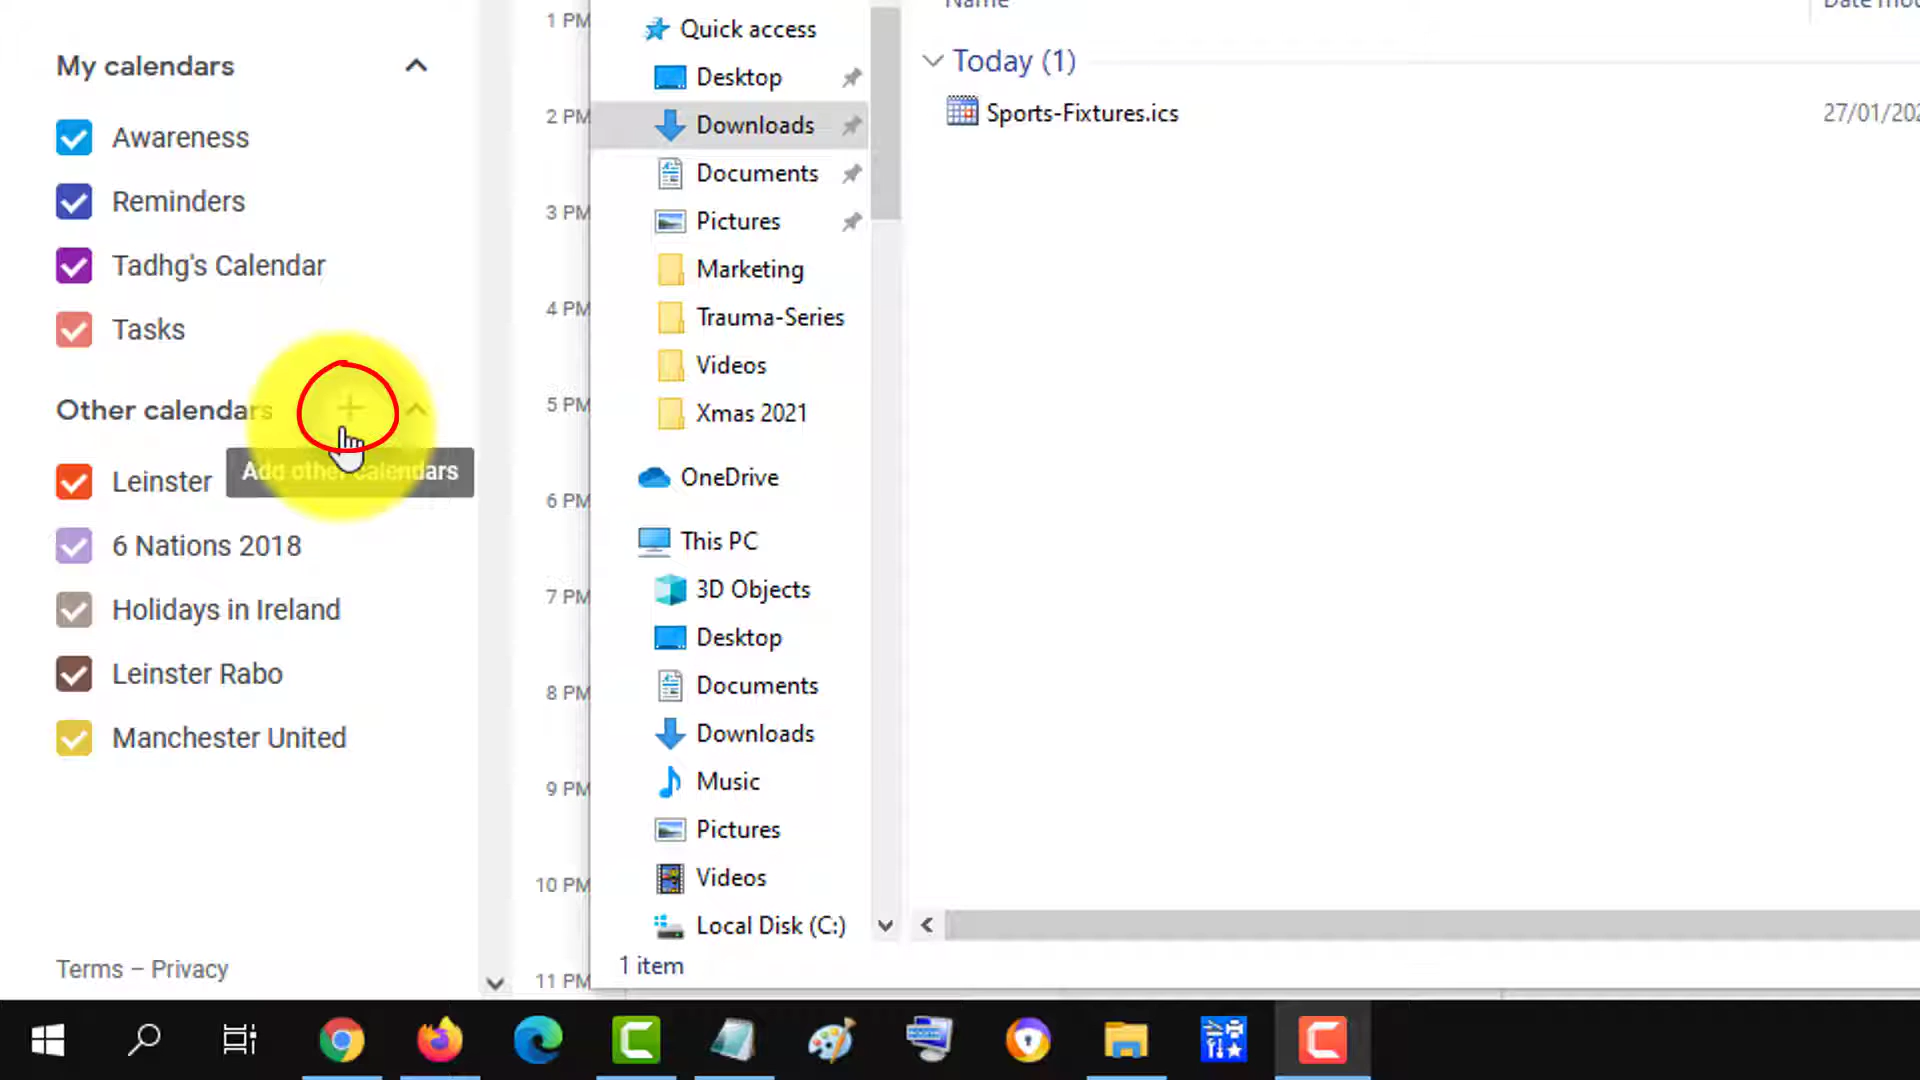 My calendars
Awareness
Reminders
Tadhg's Calendar
Tasks
Other calendars
Add other calendars
Leinster
6 Nations 2018
Holidays in Ireland
Leinster Rabo
Manchester United
Terms – Privacy
1 PM
2 PM
3 PM
4 PM
5 PM
6 PM
7 PM
8 PM
9 PM
10 PM
11 PM
Quick access
Desktop
Downloads
Documents
Pictures
Marketing
Trauma-Series
Videos
Xmas 2021
OneDrive
This PC
3D Objects
Desktop
Documents
Downloads
Music
Pictures
Videos
Local Disk (C:)
1 item
Name
Today (1)
Sports-Fixtures.ics